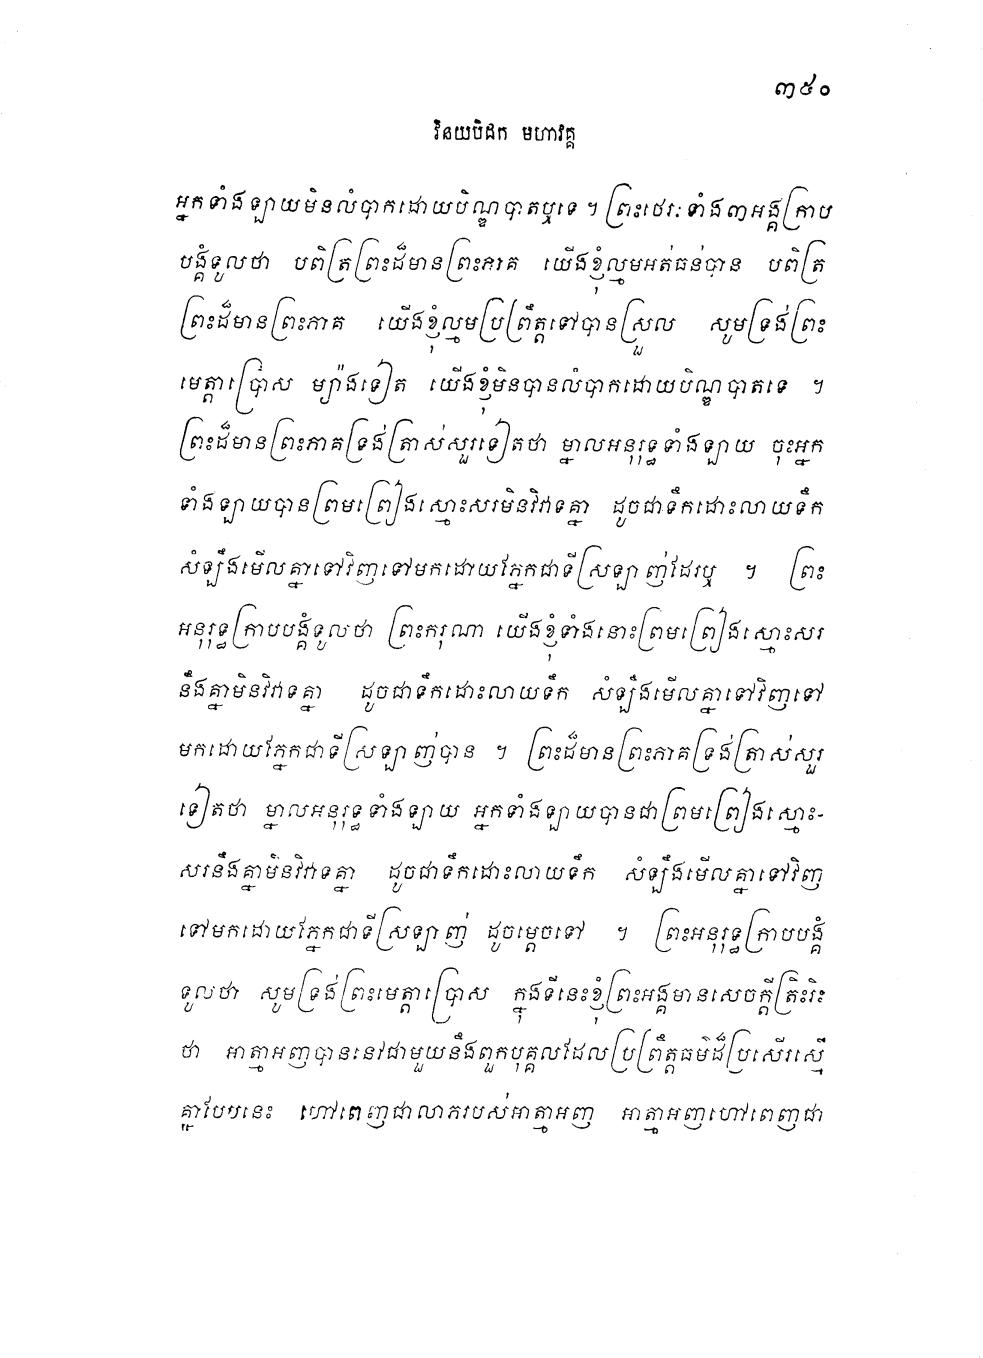 ៣៥០
វិនយបិដក មហាវគ្គ
អ្នកទាំងឡាយមិនលំបាកដោយបិណ្ឌបាតឬទេ ។ ព្រះថេរៈទាំង៣អង្គក្រាប
បង្គំទូលថា បពិត្រព្រះដ៏មានព្រះភាគ យើងខ្ញុំល្មមអត់ធន់បាន បពិត្រ
ព្រះដ៏មានព្រះភាគ យើងខ្ញុំល្មមប្រព្រឹត្តទៅបានស្រួល សូមទ្រង់ព្រះ
មេត្តាប្រោស ម្យ៉ាងទៀត យើងខ្ញុំមិនបានលំបាកដោយបិណ្ឌបាតទេ ។
ព្រះដ៏មានព្រះភាគទ្រង់ត្រាស់សួរទៀតថា ម្នាលអនុរុទ្ធទាំងឡាយ ចុះអ្នក
ទាំងឡាយបានព្រមព្រៀងស្មោះសរមិនវិវាទគ្នា ដូចជាទឹកដោះលាយទឹក
សំឡឹងមើលគ្នាទៅវិញទៅមកដោយភ្នែកជាទីស្រឡាញ់ដែរឬ ។ ព្រះ
អនុរុទ្ធក្រាបបង្គំទូលថា ព្រះករុណា យើងខ្ញុំទាំងនោះព្រមព្រៀងស្មោះសរ
នឹងគ្នាមិនវិវាទគ្នា ដូចជាទឹកដោះលាយទឹក សំឡឹងមើលគ្នាទៅវិញទៅ
មកដោយភ្នែកជាទីស្រឡាញ់បាន ។ ព្រះដ៏មានព្រះភាគទ្រង់ត្រាស់សួរ
ទៀតថា ម្នាលអនុរុទ្ធទាំងឡាយ អ្នកទាំងឡាយបានជាព្រមព្រៀងស្មោះ-
សរនឹងគ្នាមិនវិវាទគ្នា ដូចជាទឹកដោះលាយទឹក សំឡឹងមើលគ្នាទៅវិញ
ទៅមកដោយភ្នែកជាទីស្រឡាញ់ ដូចម្តេចទៅ ។ ព្រះអនុរុទ្ធក្រាបបង្គំ
ទូលថា សូមទ្រង់ព្រះមេត្តាប្រោស ក្នុងទីនេះខ្ញុំព្រះអង្គមានសេចក្តីត្រិះរិះ
ថា អាត្មាអញបាននៅជាមួយនឹងពួកបុគ្គលដែលប្រព្រឹត្តធម៌ដ៏ប្រសើរស្មើ
គ្នាបែបនេះ ហៅពេញជាលាភរបស់អាត្មាអញ អាត្មាអញហៅពេញជា